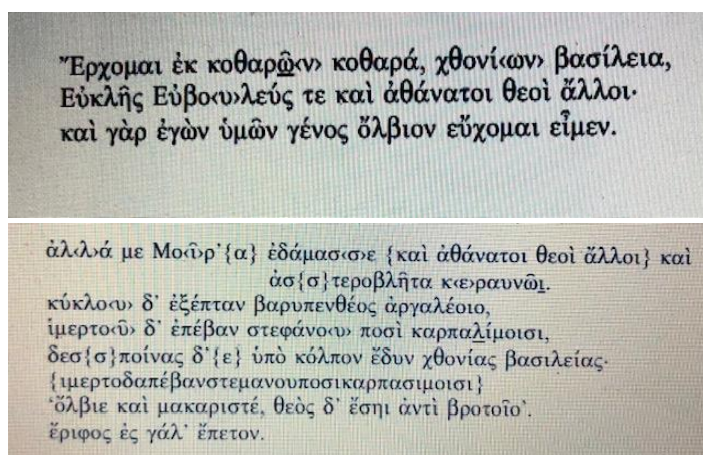 Ἔρχομαι ἐκ κοθαρῶ̣‹ν› κοθαρά, χθονί‹ων› βασίλεια,
Εὐκλῆς Εὐβο‹υ›λεύς τε καὶ ἀθάνατοι θεοὶ ἄλλοι·
καὶ γὰρ ἐγὼν ὑμῶν γένος ὄλβιον εὔχομαι εἶμεν.
ἀλ‹λ›ά με Μο‹ῖ›ρ᾽{α} ἐδάμασ‹σ›ε {καὶ ἀθάνατοι θεοὶ ἄλλοι} καὶ
ἀσ{σ}τεροβλῆτα κ‹ε›ραυνῶι̲.
κύκλο‹υ› δ᾽ ἐξέπταν βαρυπενθέος ἀργαλέοιο,
ἱμερτο‹ῦ› δ᾽ ἐπέβαν στεφάνο‹υ› ποσὶ καρπαλ̲ίμοισι,
δεσ{σ}ποίνας δ᾽{ε} ὑπὸ κόλπον ἔδυν χθονίας βασιλείας·
{ιμερτοδαπέβανστεμανουποσικαρπασιμοισι}
‘ὄλβιε καὶ μακαριστέ, θεὸς δ᾽ ἔσηι ἀντὶ βροτοῖο’.
ἔριφος ἐς γάλ᾽ ἔπετον.